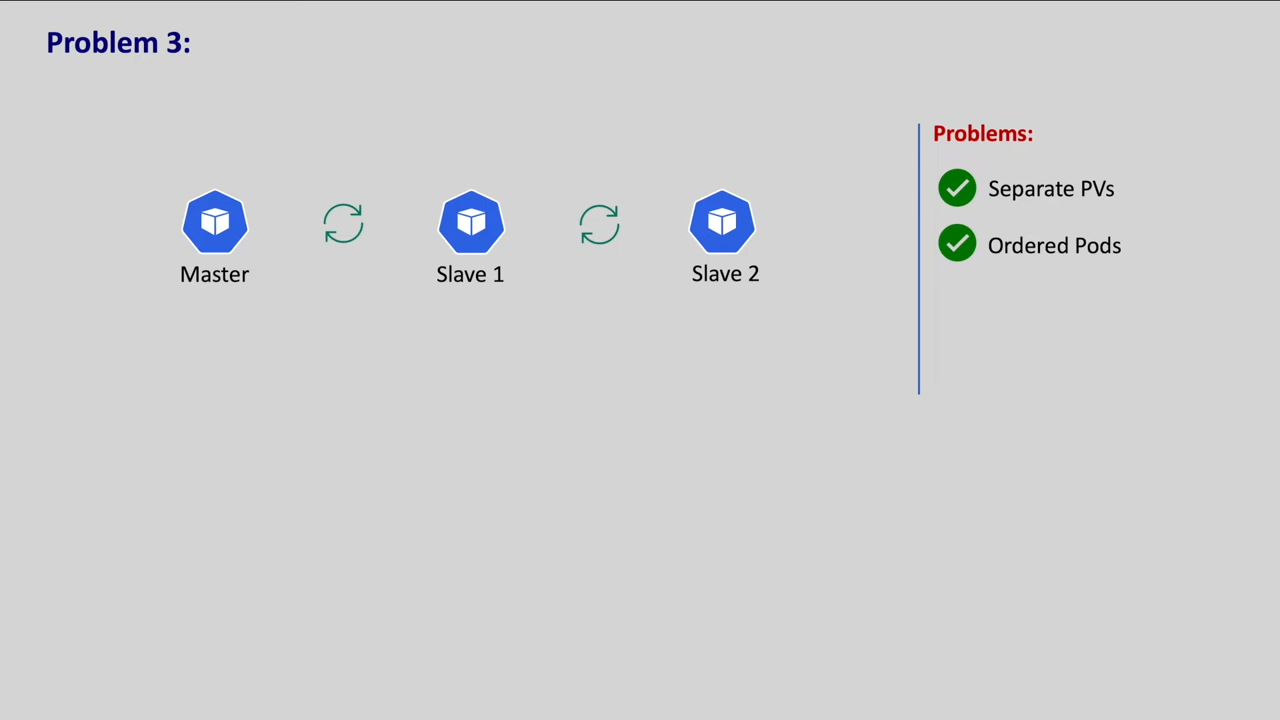 Problem 3:
Problems:
Separate PVs
Ordered Pods
Master
Slave 1
Slave 2